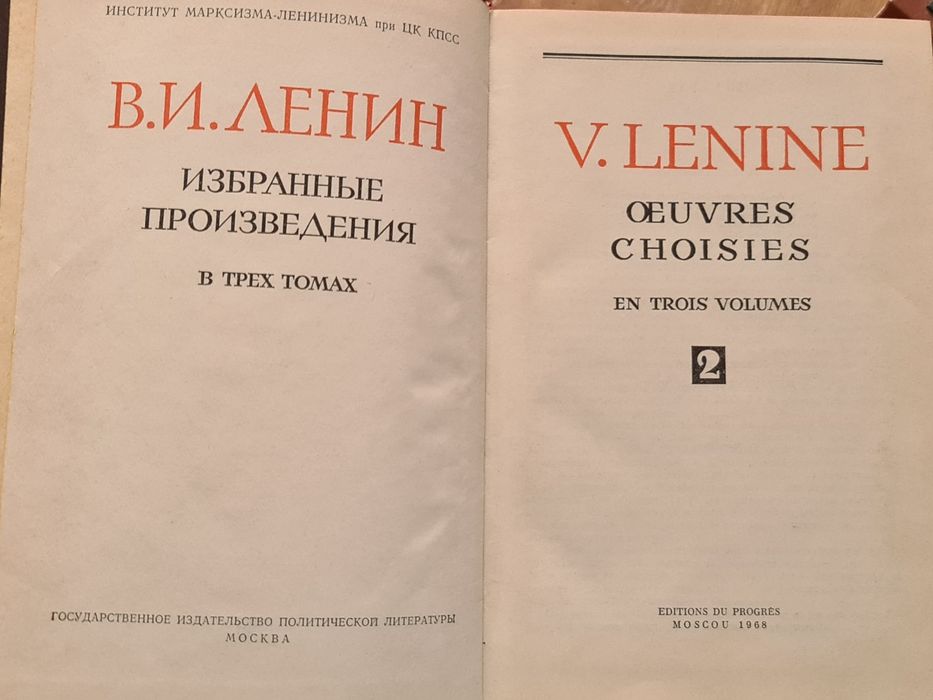 ИНСТИТУТ МАРКСИЗМА-ЛЕНИНИЗМА при ЦК КПСС
В.И.ЛЕНИН
ИЗБРАННЫЕ
ПРОИЗВЕДЕНИЯ
В ТРЕХ ТОМАХ
ГОСУДАРСТВЕННОЕ ИЗДАТЕЛЬСТВО ПОЛИТИЧЕСКОЙ ЛИТЕРАТУРЫ
МОСКВА
V. LENINE
ŒUVRES
CHOISIES
EN TROIS VOLUMES
2
EDITIONS DU PROGRÈS
MOSCOU 1968